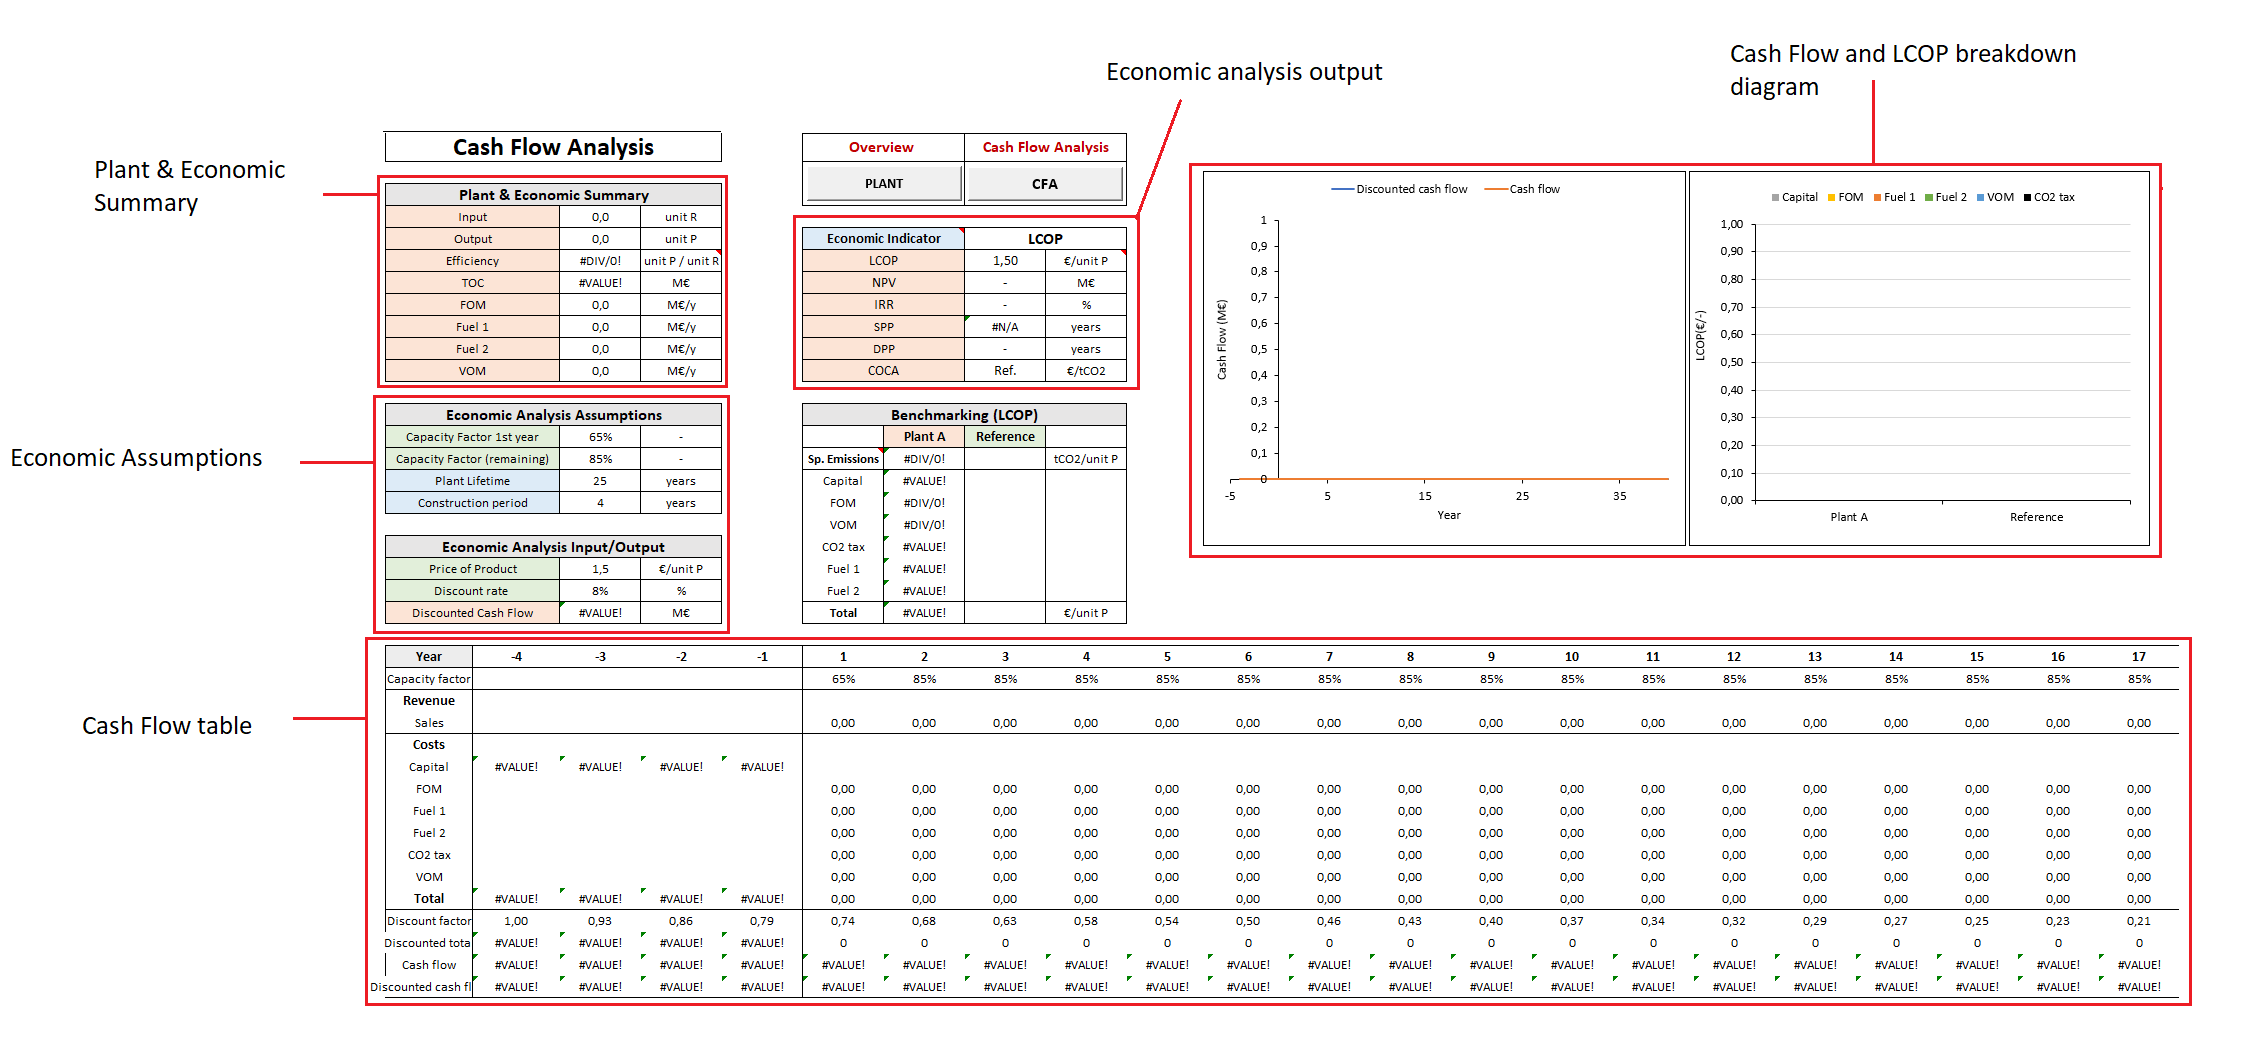 Cash Flow and LCOP breakdown
diagram
Economic analysis output
Plant & Economic
Summary
Economic Assumptions
Cash Flow table
Cash Flow Analysis
Plant & Economic Summary
Input 0,0 unit R
Output 0,0 unit P
Efficiency #DIV/0! unit P / unit R
TOC #VALUE! M€
FOM 0,0 M€/y
Fuel 1 0,0 M€/y
Fuel 2 0,0 M€/y
VOM 0,0 M€/y
Economic Analysis Assumptions
Capacity Factor 1st year 65% -
Capacity Factor (remaining) 85% -
Plant Lifetime 25 years
Construction period 4 years
Economic Analysis Input/Output
Price of Product 1,5 €/unit P
Discount rate 8% %
Discounted Cash Flow #VALUE! M€
Overview Cash Flow Analysis
PLANT CFA
Economic Indicator LCOP
LCOP 1,50 €/unit P
NPV - M€
IRR - %
SPP #N/A years
DPP - years
COCA Ref. €/tCO2
Benchmarking (LCOP)
Plant A Reference
Sp. Emissions #DIV/0! tCO2/unit P
Capital #VALUE!
FOM #DIV/0!
VOM #DIV/0!
CO2 tax #VALUE!
Fuel 1 #VALUE!
Fuel 2 #VALUE!
Total #VALUE! €/unit P
Discounted cash flow Cash flow
Cash Flow (M€)
1
0,9
0,8
0,7
0,6
0,5
0,4
0,3
0,2
0,1
0
-5 5 15 25 35
Year
Capital FOM Fuel 1 Fuel 2 VOM CO2 tax
LCOP(€/-)
1,00
0,90
0,80
0,70
0,60
0,50
0,40
0,30
0,20
0,10
0,00
Plant A Reference
Year -4 -3 -2 -1 1 2 3 4 5 6 7 8 9 10 11 12 13 14 15 16 17
Capacity factor 65% 85% 85% 85% 85% 85% 85% 85% 85% 85% 85% 85% 85% 85% 85% 85% 85%
Revenue
Sales 0,00 0,00 0,00 0,00 0,00 0,00 0,00 0,00 0,00 0,00 0,00 0,00 0,00 0,00 0,00 0,00 0,00
Costs
Capital #VALUE! #VALUE! #VALUE! #VALUE!
FOM 0,00 0,00 0,00 0,00 0,00 0,00 0,00 0,00 0,00 0,00 0,00 0,00 0,00 0,00 0,00 0,00 0,00
Fuel 1 0,00 0,00 0,00 0,00 0,00 0,00 0,00 0,00 0,00 0,00 0,00 0,00 0,00 0,00 0,00 0,00 0,00
Fuel 2 0,00 0,00 0,00 0,00 0,00 0,00 0,00 0,00 0,00 0,00 0,00 0,00 0,00 0,00 0,00 0,00 0,00
CO2 tax 0,00 0,00 0,00 0,00 0,00 0,00 0,00 0,00 0,00 0,00 0,00 0,00 0,00 0,00 0,00 0,00 0,00
VOM 0,00 0,00 0,00 0,00 0,00 0,00 0,00 0,00 0,00 0,00 0,00 0,00 0,00 0,00 0,00 0,00 0,00
Total #VALUE! #VALUE! #VALUE! #VALUE! 0,00 0,00 0,00 0,00 0,00 0,00 0,00 0,00 0,00 0,00 0,00 0,00 0,00 0,00 0,00 0,00 0,00
Discount factor 1,00 0,93 0,86 0,79 0,74 0,68 0,63 0,58 0,54 0,50 0,46 0,43 0,40 0,37 0,34 0,32 0,29 0,27 0,25 0,23 0,21
Discounted tota #VALUE! #VALUE! #VALUE! #VALUE! 0 0 0 0 0 0 0 0 0 0 0 0 0 0 0 0 0
Cash flow #VALUE! #VALUE! #VALUE! #VALUE! #VALUE! #VALUE! #VALUE! #VALUE! #VALUE! #VALUE! #VALUE! #VALUE! #VALUE! #VALUE! #VALUE! #VALUE! #VALUE! #VALUE! #VALUE! #VALUE! #VALUE!
Discounted cash fl #VALUE! #VALUE! #VALUE! #VALUE! #VALUE! #VALUE! #VALUE! #VALUE! #VALUE! #VALUE! #VALUE! #VALUE! #VALUE! #VALUE! #VALUE! #VALUE! #VALUE! #VALUE! #VALUE! #VALUE! #VALUE!